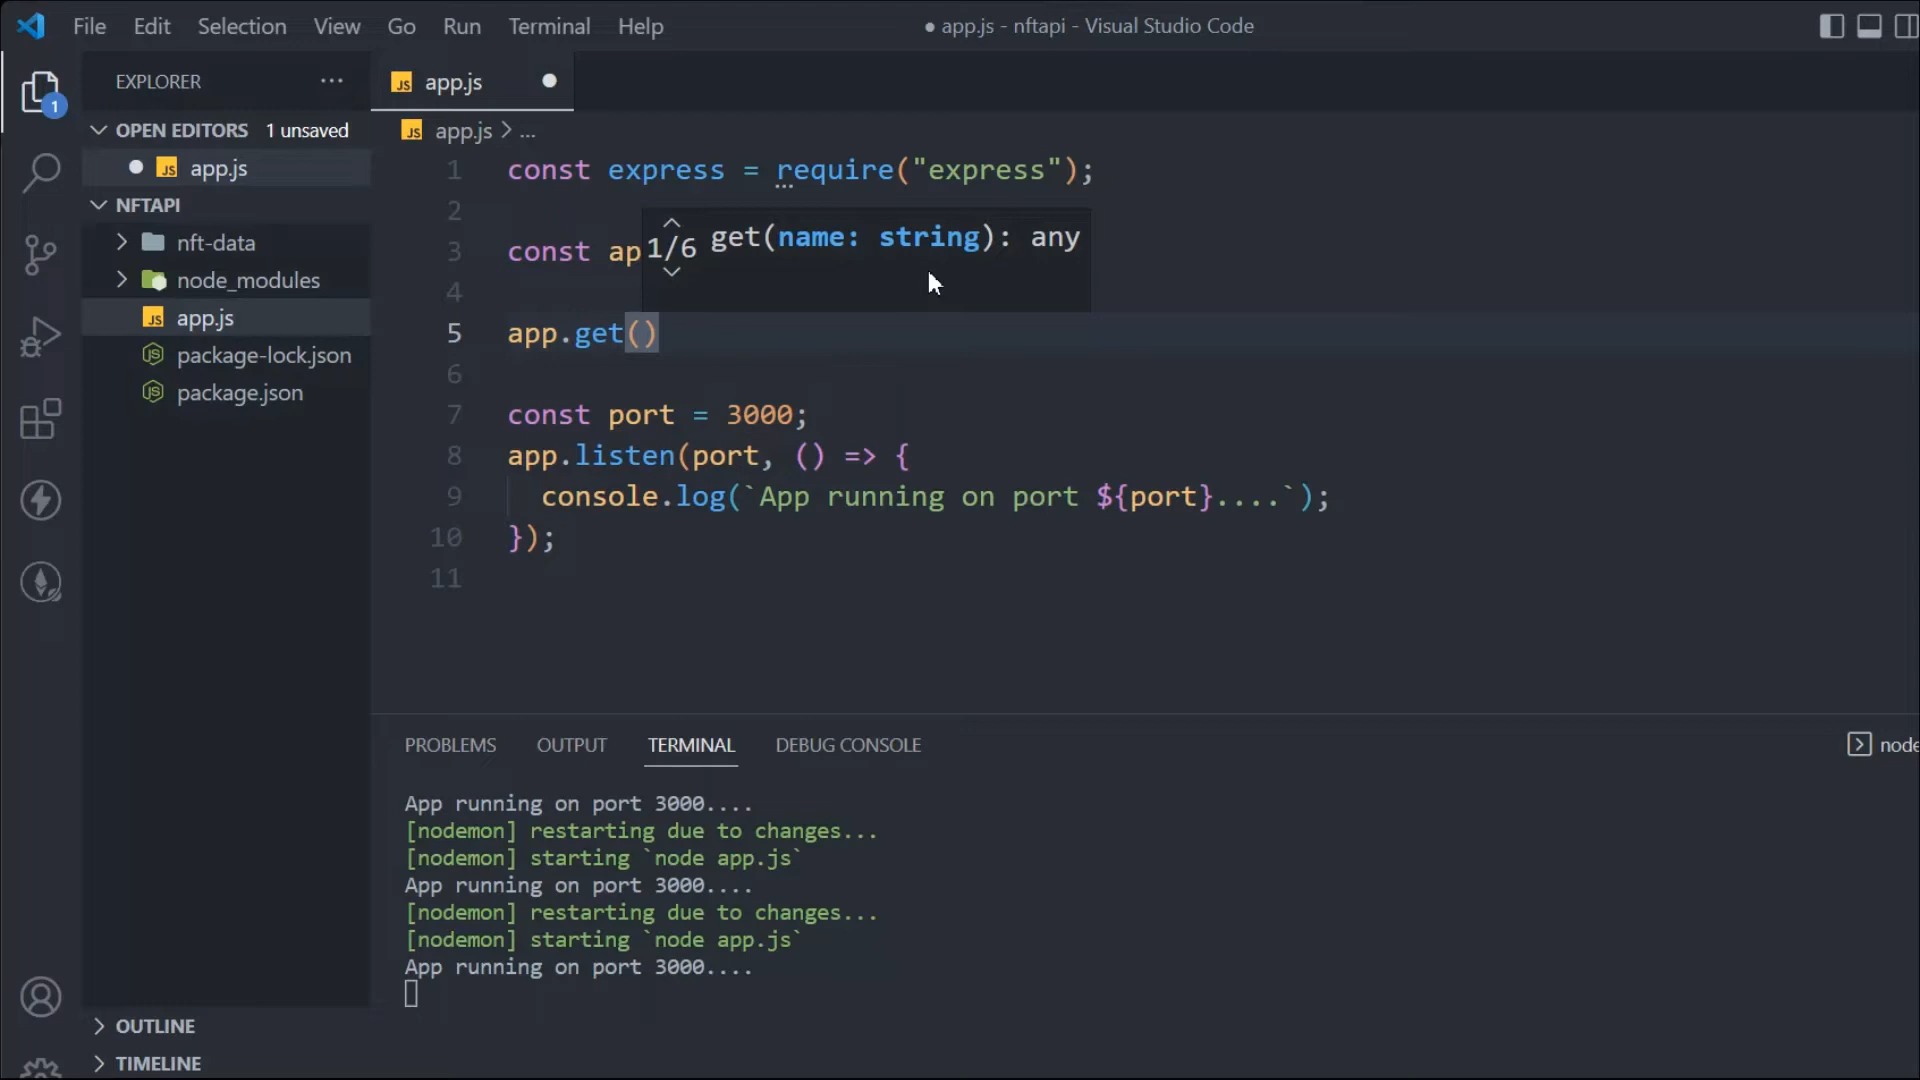 File Edit Selection View Go Run Terminal Help
● app.js - nftapi - Visual Studio Code
EXPLORER ...
1
OPEN EDITORS 1 unsaved
JS app.js
NFTAPI
nft-data
node_modules
JS app.js
package-lock.json
package.json
OUTLINE
TIMELINE
JS app.js
JS app.js > ...
1 const express = require("express");
2
3 const ap
1/6 get(name: string): any
4
5 app.get()
6
7 const port = 3000;
8 app.listen(port, () => {
9 console.log(`App running on port ${port}....`);
10 });
11
PROBLEMS OUTPUT TERMINAL DEBUG CONSOLE
node
App running on port 3000....
[nodemon] restarting due to changes...
[nodemon] starting `node app.js`
App running on port 3000....
[nodemon] restarting due to changes...
[nodemon] starting `node app.js`
App running on port 3000....